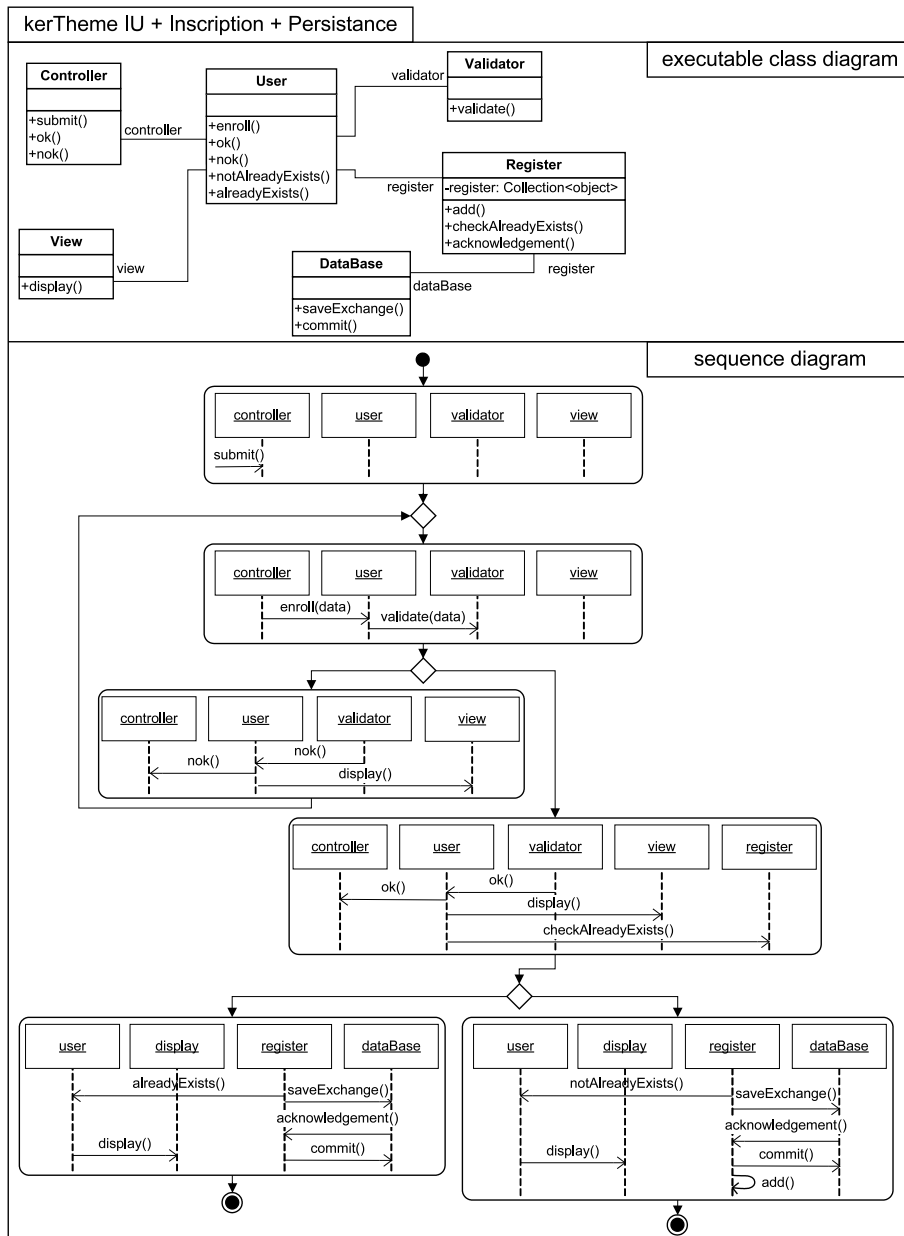 kerTheme IU + Inscription + Persistance
executable class diagram
Controller
+submit()
+ok()
+nok()
controller
User
+enroll()
+ok()
+nok()
+notAlreadyExists()
+alreadyExists()
validator
Validator
+validate()
register
Register
-register: Collection<object>
+add()
+checkAlreadyExists()
+acknowledgement()
View
+display()
view
DataBase
+saveExchange()
+commit()
dataBase
register
sequence diagram
controller
user
validator
view
submit()
controller
user
validator
view
enroll(data)
validate(data)
controller
user
validator
view
nok()
nok()
display()
controller
user
validator
view
register
ok()
ok()
display()
checkAlreadyExists()
user
display
register
dataBase
alreadyExists()
saveExchange()
acknowledgement()
display()
commit()
user
display
register
dataBase
notAlreadyExists()
saveExchange()
acknowledgement()
display()
commit()
add()